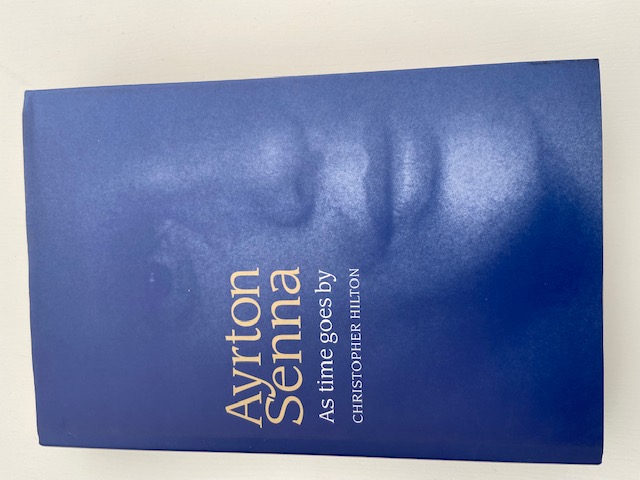 Ayrton
Senna
As time goes by
CHRISTOPHER HILTON